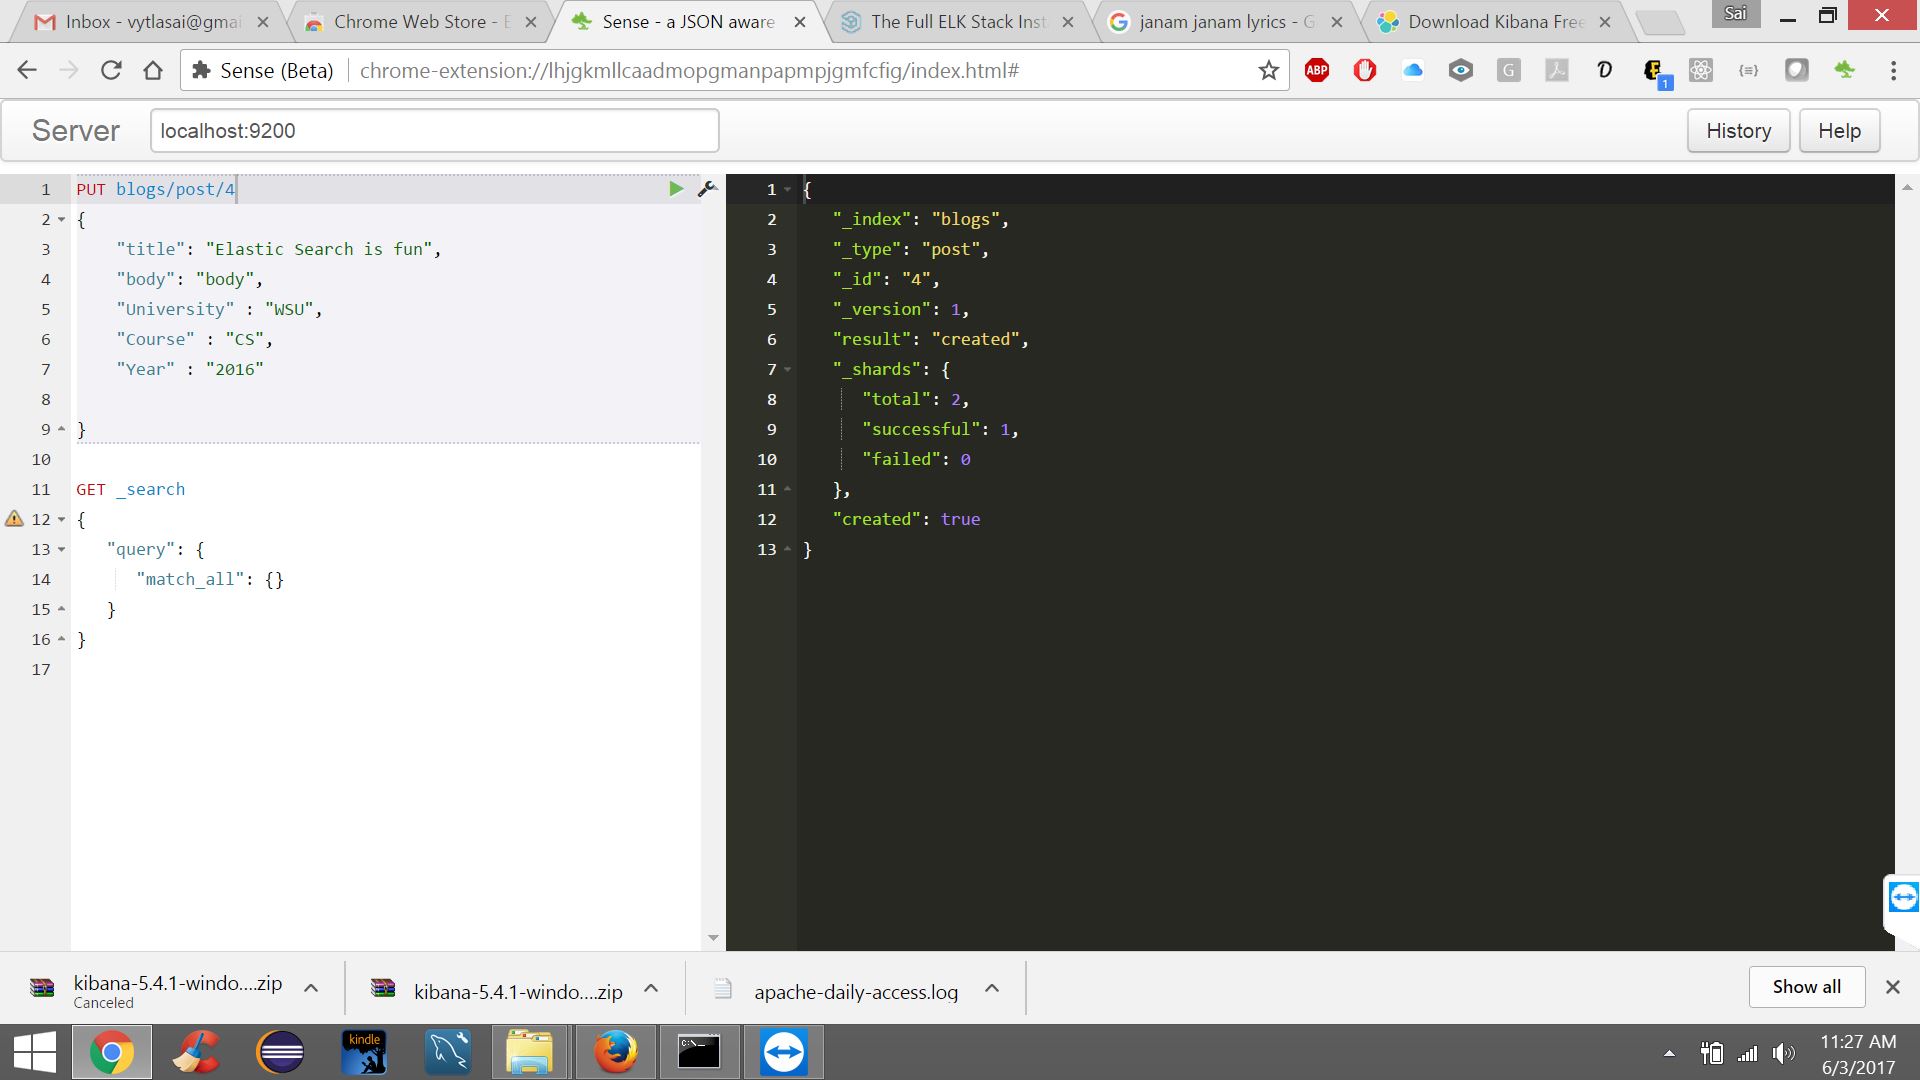 Inbox - vytlasai@gmai
Chrome Web Store - E
Sense - a JSON aware
The Full ELK Stack Inst
janam janam lyrics - G
Download Kibana Free
Sai
Sense (Beta)
chrome-extension://lhjgkmllcaadmopgmanpapmpjgmfcfig/index.html#
ABP
G
1
Server
localhost:9200
History
Help
1 PUT blogs/post/4
2 {
3 "title": "Elastic Search is fun",
4 "body": "body",
5 "University" : "WSU",
6 "Course" : "CS",
7 "Year" : "2016"
8
9 }
10
11 GET _search
12 {
13 "query": {
14 "match_all": {}
15 }
16 }
17
1 {
2 "_index": "blogs",
3 "_type": "post",
4 "_id": "4",
5 "_version": 1,
6 "result": "created",
7 "_shards": {
8 "total": 2,
9 "successful": 1,
10 "failed": 0
11 },
12 "created": true
13 }
kibana-5.4.1-windo....zip
Canceled
kibana-5.4.1-windo....zip
apache-daily-access.log
Show all
kindle
C:\_
11:27 AM
6/3/2017